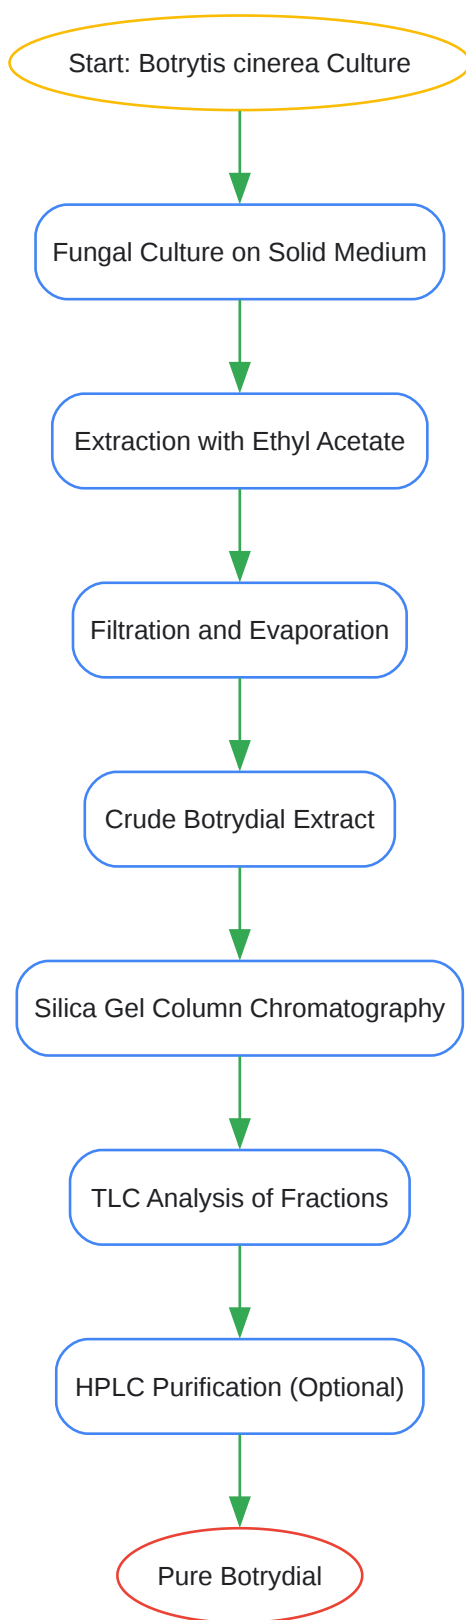 Start: Botrytis cinerea Culture
Fungal Culture on Solid Medium
Extraction with Ethyl Acetate
Filtration and Evaporation
Crude Botrydial Extract
Silica Gel Column Chromatography
TLC Analysis of Fractions
HPLC Purification (Optional)
Pure Botrydial